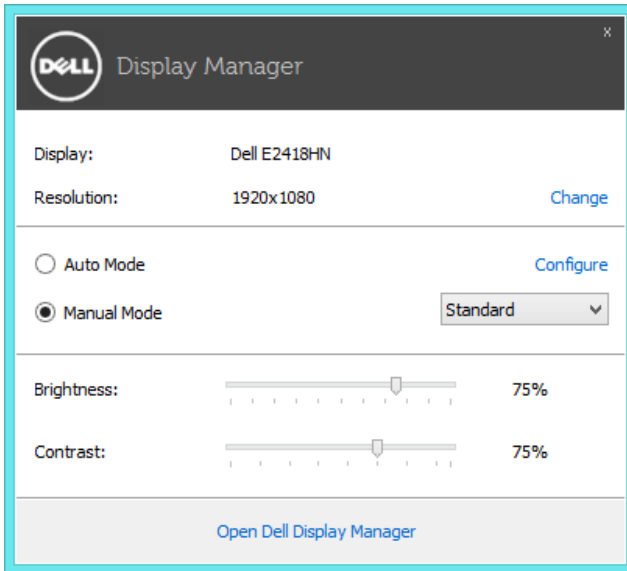 x
DELL Display Manager
Display: Dell E2418HN
Resolution: 1920x1080 Change
Auto Mode Configure
Manual Mode Standard
Brightness: 75%
Contrast: 75%
Open Dell Display Manager